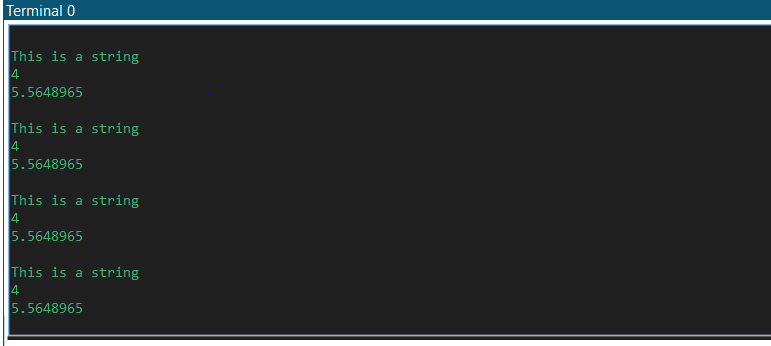 Terminal 0
This is a string
4
5.5648965
This is a string
4
5.5648965
This is a string
4
5.5648965
This is a string
4
5.5648965